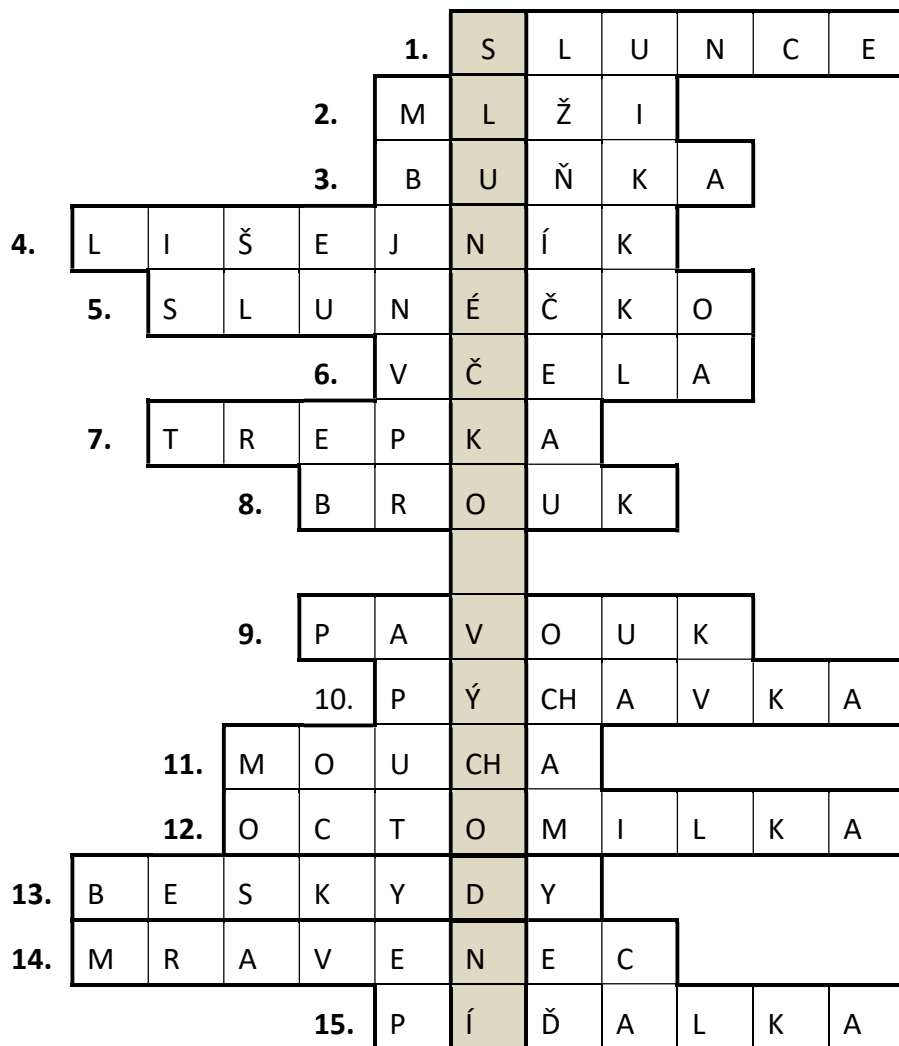 1. S L U N C E
2. M L Ž I
3. B U Ň K A
4. L I Š E J N Í K
5. S L U N É Č K O
6. V Č E L A
7. T R E P K A
8. B R O U K
9. P A V O U K
10. P Ý CH A V K A
11. M O U CH A
12. O C T O M I L K A
13. B E S K Y D Y
14. M R A V E N E C
15. P Í Ď A L K A